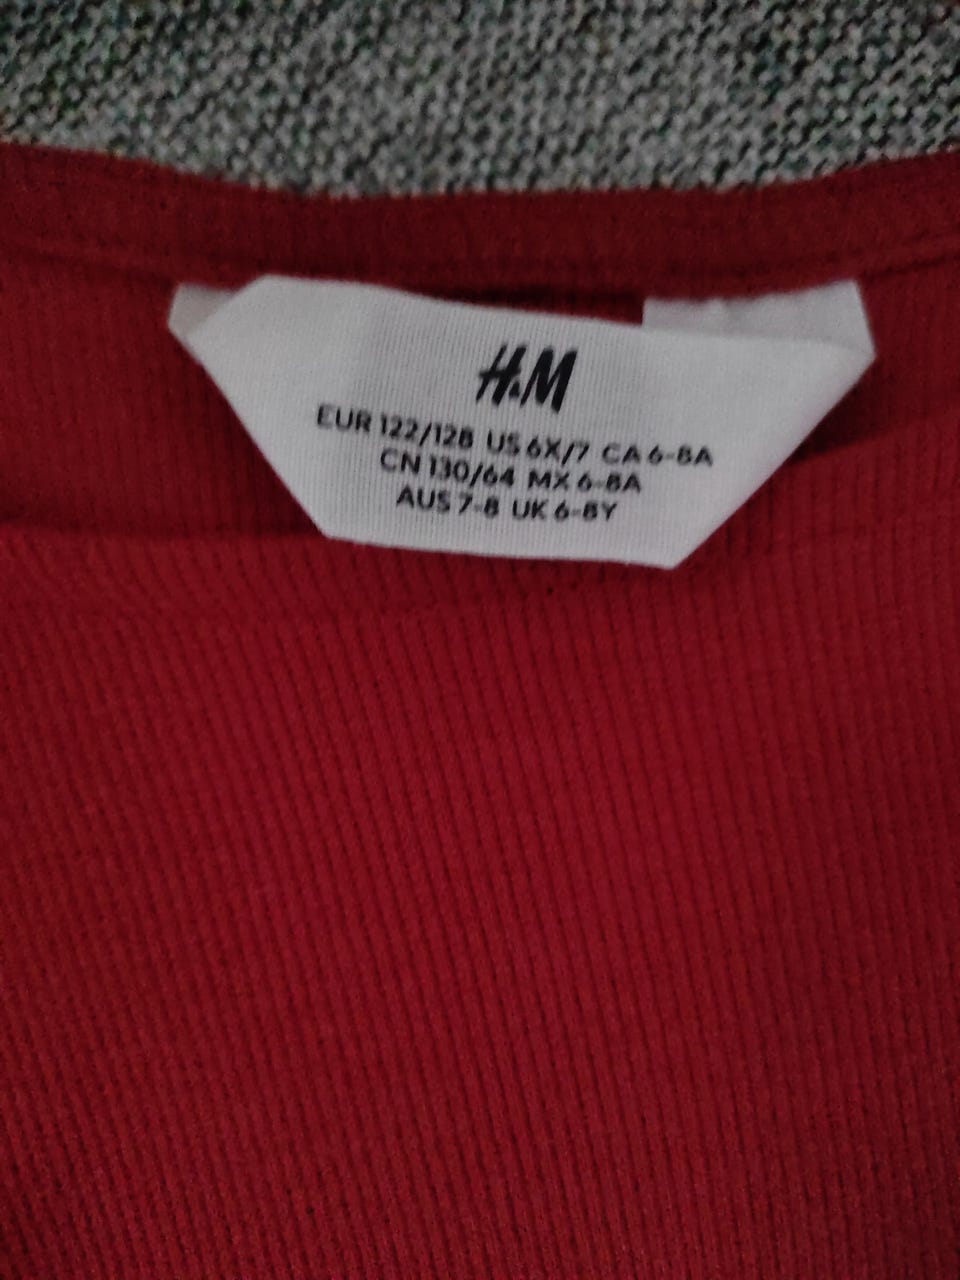 H&M
EUR 122/128 US 6X/7 CA 6-8A
CN 130/64 MX 6-8A
AUS 7-8 UK 6-8Y